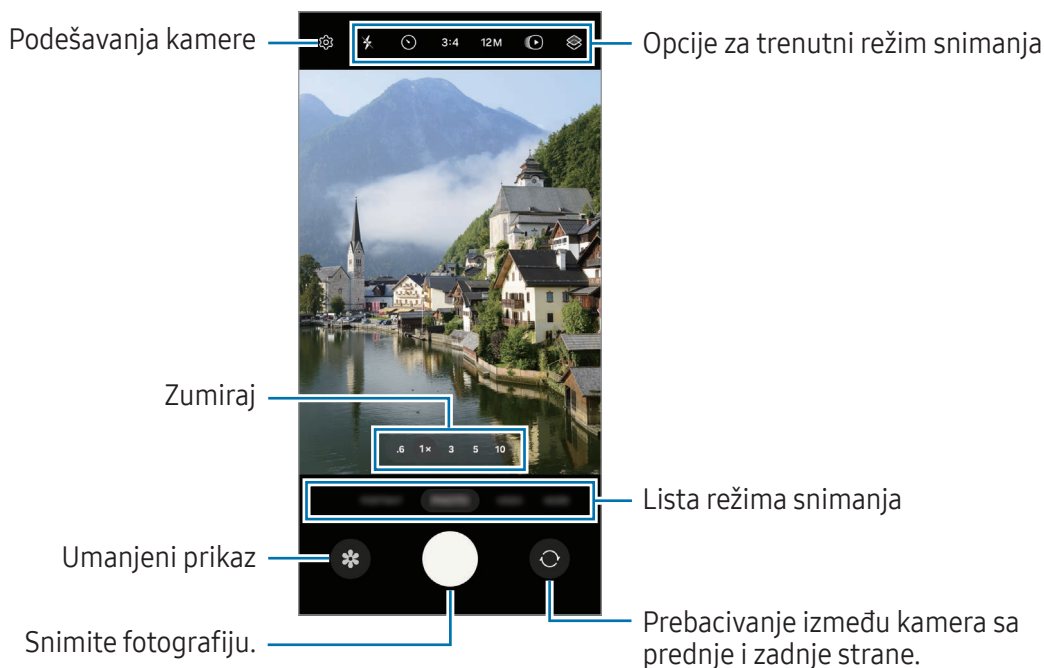 Podešavanja kamere
3:4
12M
Opcije za trenutni režim snimanja
Zumiraj
.6 1× 3 5 10
Lista režima snimanja
Umanjeni prikaz
Snimite fotografiju.
Prebacivanje između kamera sa
prednje i zadnje strane.